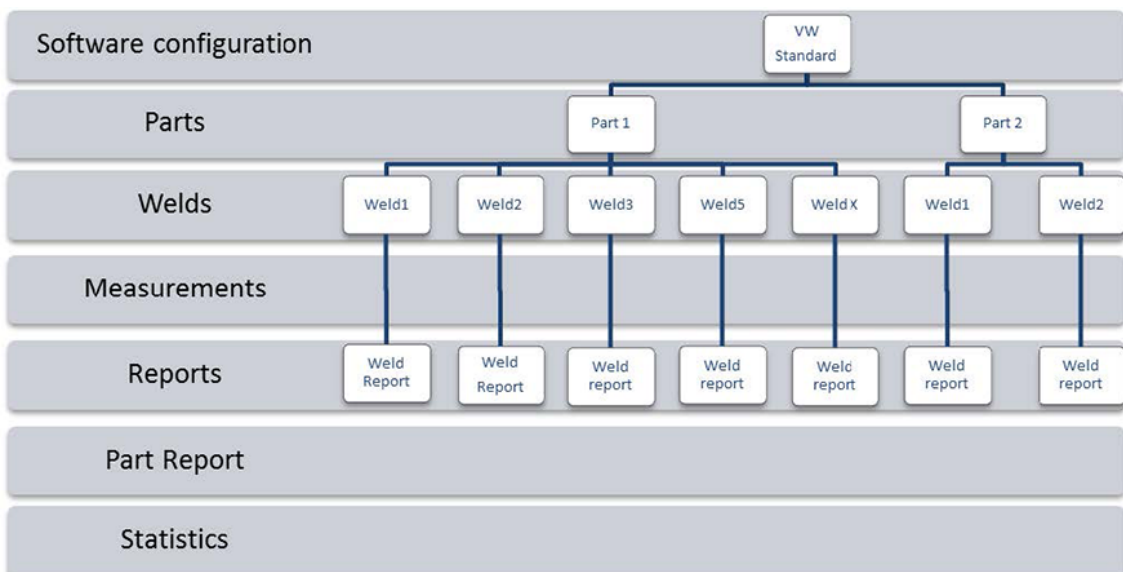 Software configuration
VW
Standard
Parts
Part 1
Part 2
Welds
Weld1
Weld2
Weld3
Weld5
Weld X
Weld1
Weld2
Measurements
Reports
Weld
Report
Weld
Report
Weld
report
Weld
report
Weld
report
Weld
report
Weld
report
Part Report
Statistics